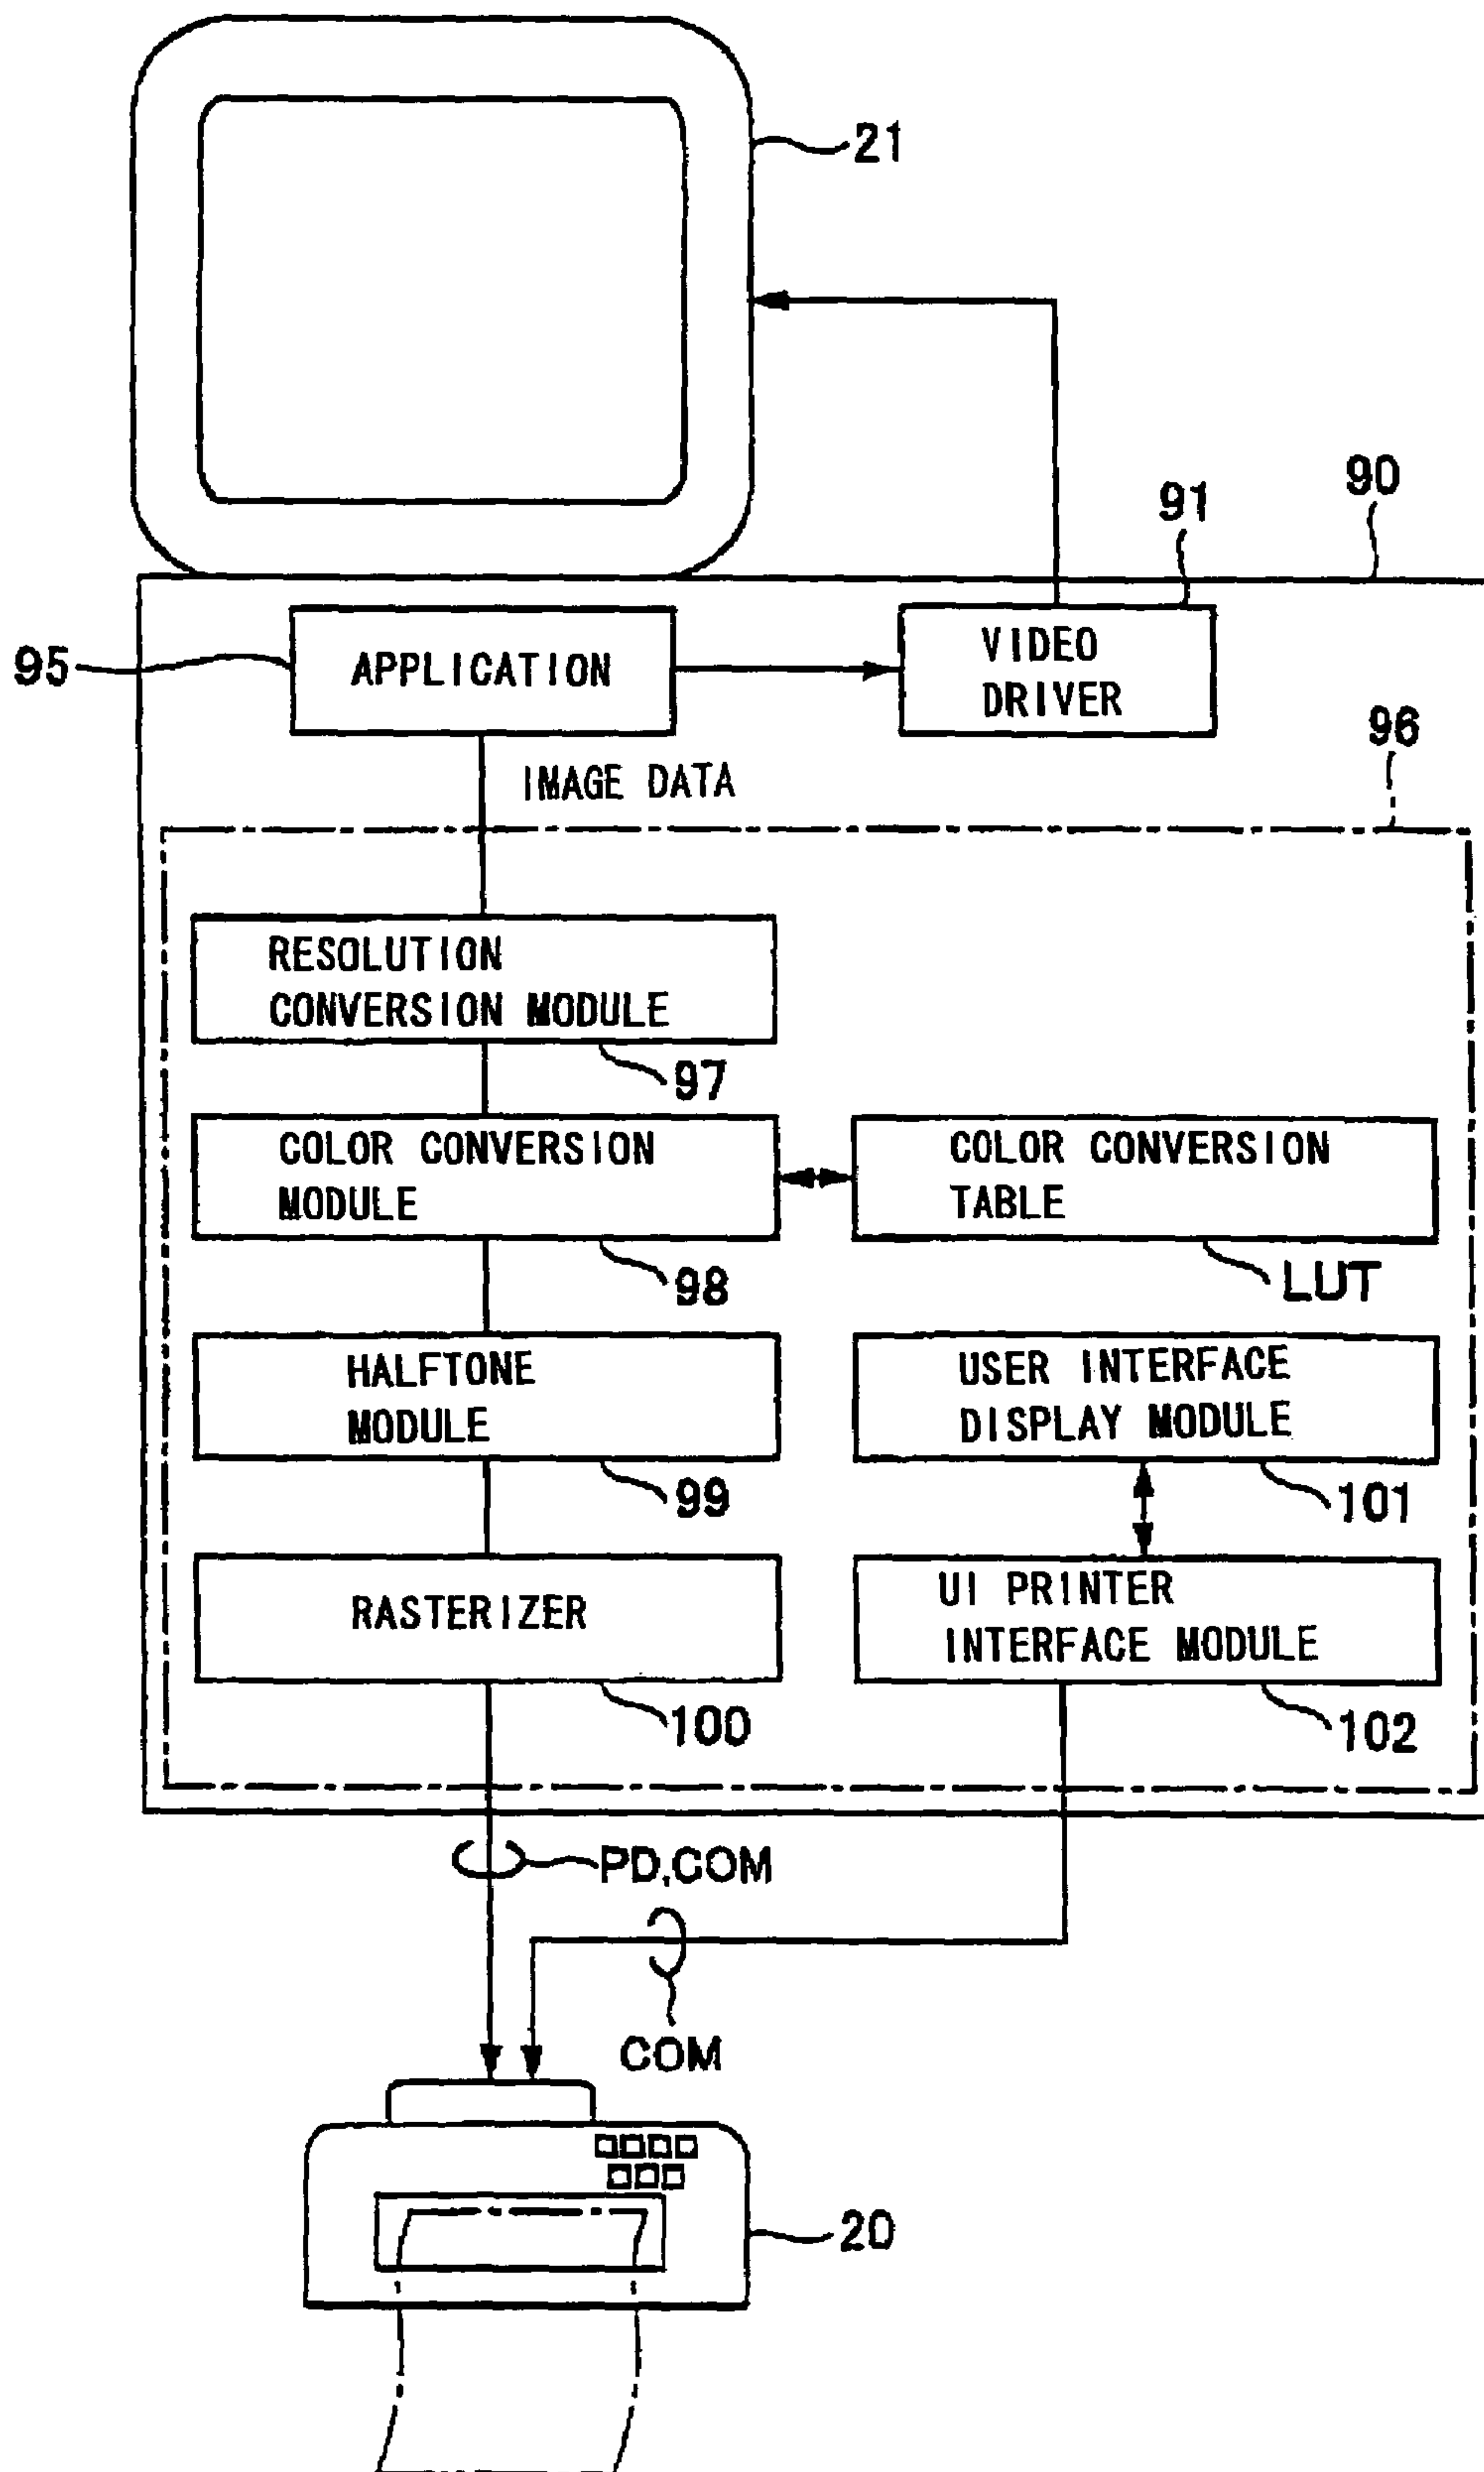 21
90
91
95
APPLICATION
VIDEO
DRIVER
96
IMAGE DATA
RESOLUTION
CONVERSION MODULE
97
COLOR CONVERSION
MODULE
COLOR CONVERSION
TABLE
98
LUT
HALFTONE
MODULE
USER INTERFACE
DISPLAY MODULE
99
101
RASTERIZER
UI PRINTER
INTERFACE MODULE
100
102
PD,COM
COM
20